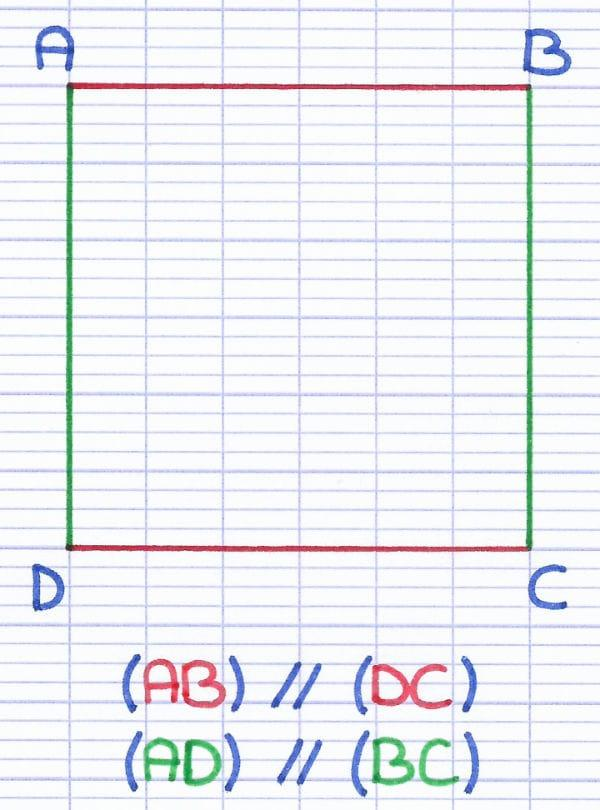 A B
D C
(AB) // (DC)
(AD) // (BC)